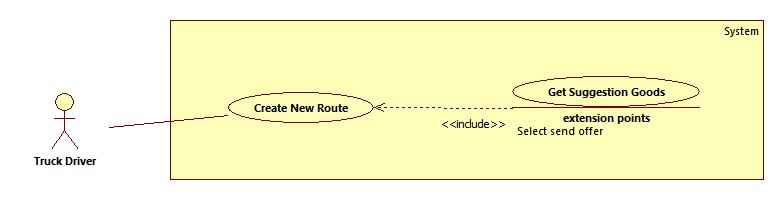 System
Get Suggestion Goods
Create New Route
extension points
<<include>>
Select send offer
Truck Driver